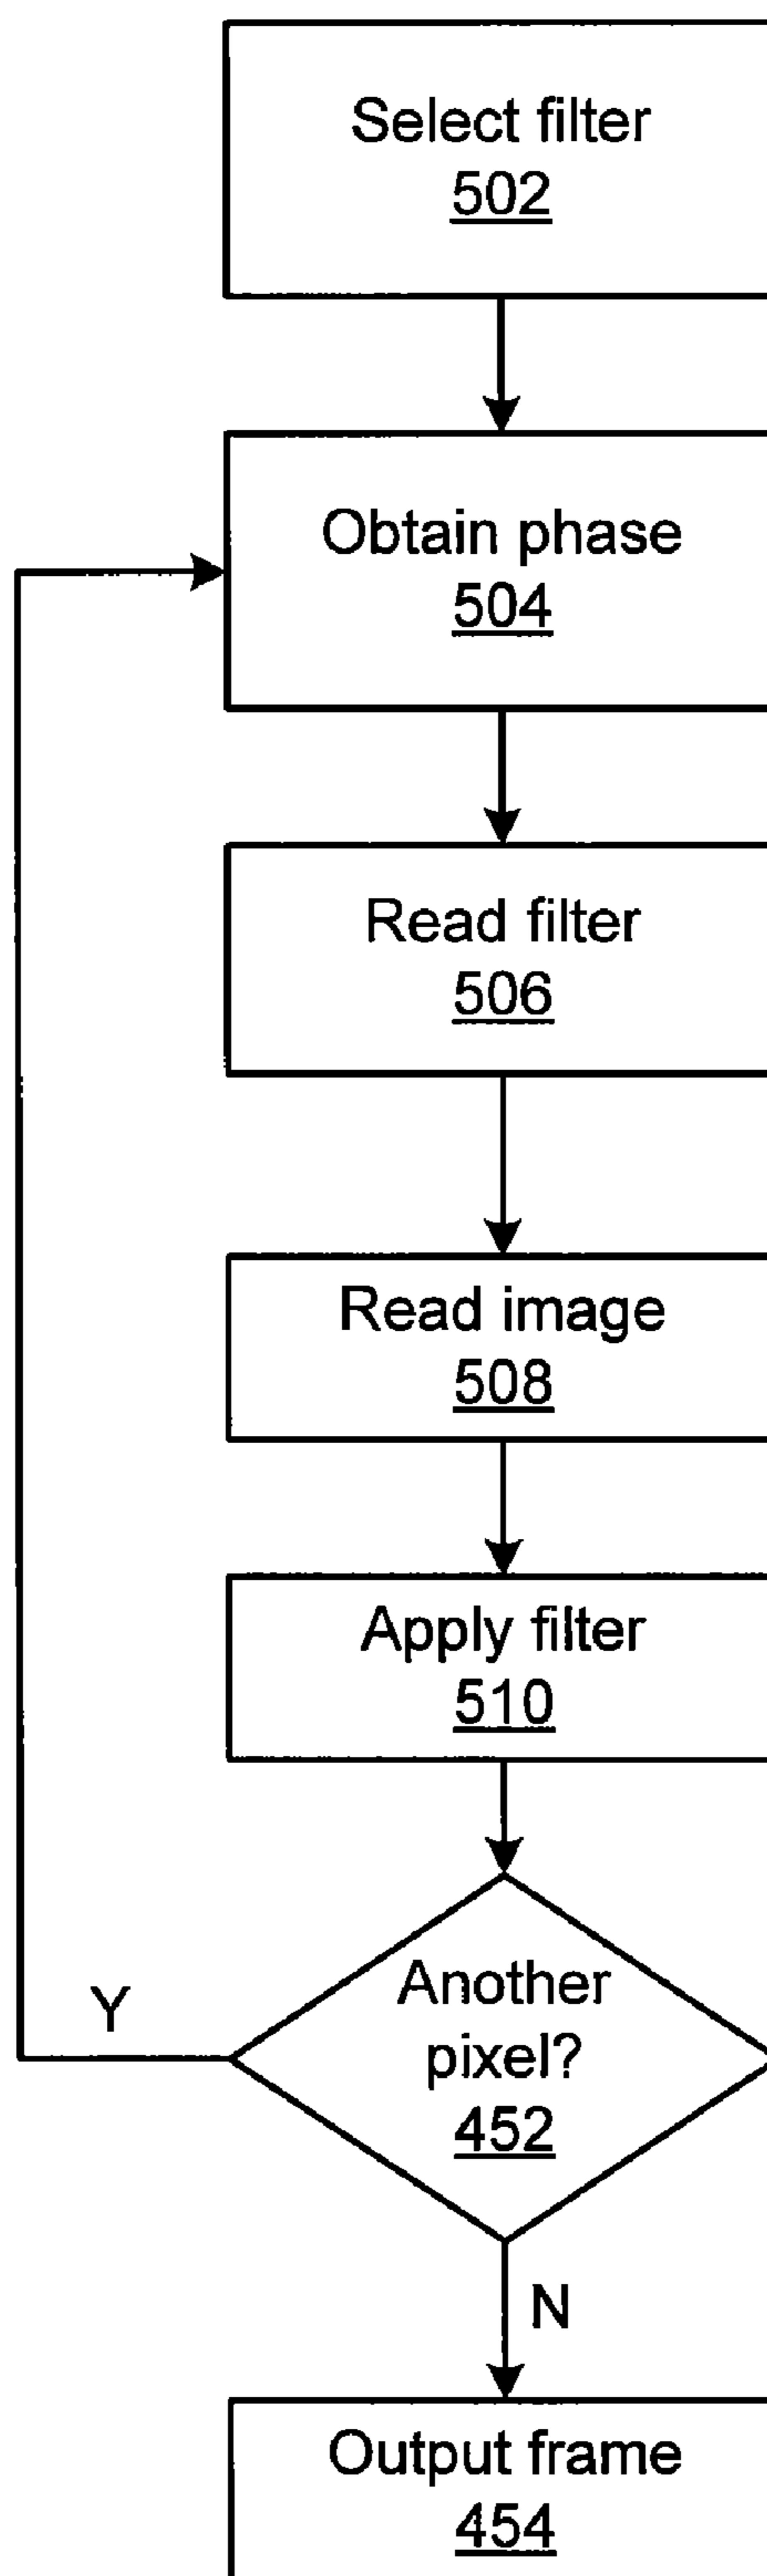 Select filter
502
Obtain phase
504
Read filter
506
Read image
508
Apply filter
510
Another
pixel?
452
Y
N
Output frame
454